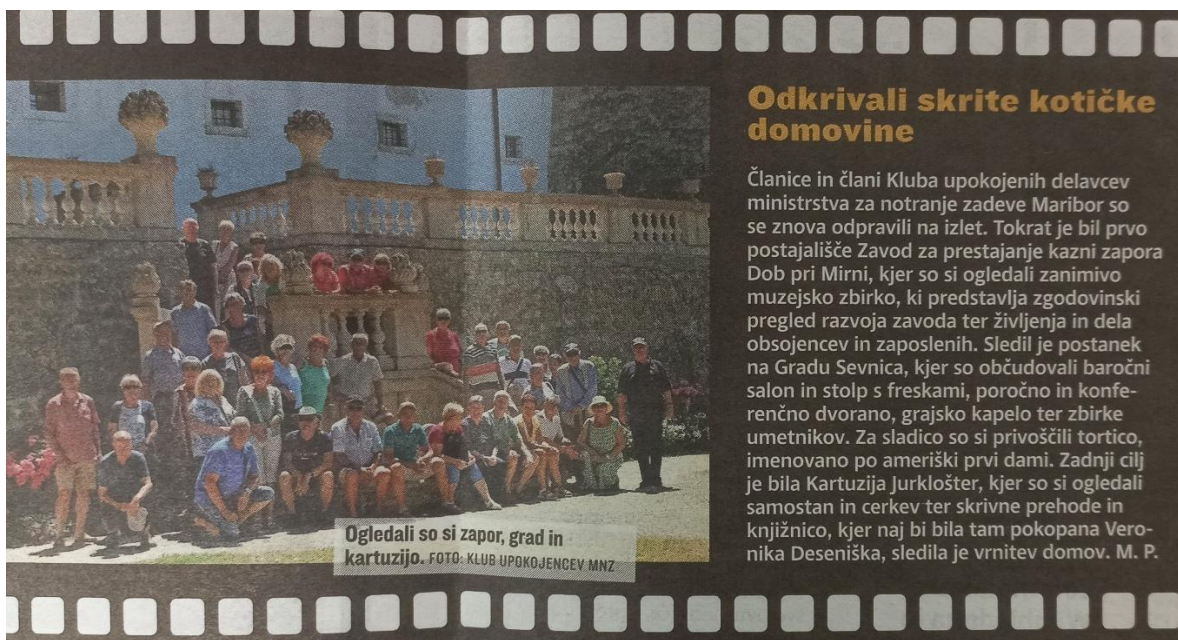 Odkrivali skrite kotičke
domovine
Članice in člani Kluba upokojenih delavcev
ministrstva za notranje zadeve Maribor so
se znova odpravili na izlet. Tokrat je bil prvo
postajališče Zavod za prestajanje kazni zapora
Dob pri Mirni, kjer so si ogledali zanimivo
muzejsko zbirko, ki predstavlja zgodovinski
pregled razvoja zavoda ter življenja in dela
obsojencev in zaposlenih. Sledil je postanek
na Gradu Sevnica, kjer so občudovali baročni
salon in stolp s freskami, poročno in konfe-
renčno dvorano, grajsko kapelo ter zbirke
umetnikov. Za sladico so si privoščili tortico,
imenovano po ameriški prvi dami. Zadnji cilj
je bila Kartuzija Jurklošter, kjer so si ogledali
samostan in cerkev ter skrivne prehode in
knjižnico, kjer naj bi bila tam pokopana Vero-
nika Deseniška, sledila je vrnitev domov. M. P.
Ogledali so si zapor, grad in
kartuzijo. FOTO: KLUB UPOKOJENCEV MNZ